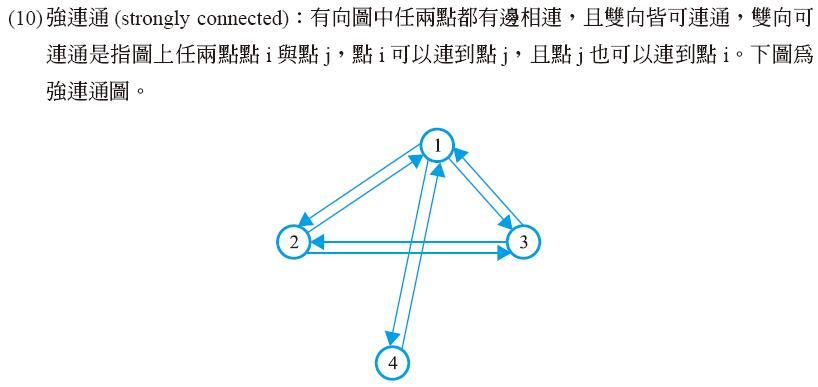 (10) 強連通 (strongly connected)：有向圖中任兩點都有邊相連，且雙向皆可連通，雙向可
連通是指圖上任兩點點 i 與點 j，點 i 可以連到點 j，且點 j 也可以連到點 i。下圖為
強連通圖。
1
2
3
4